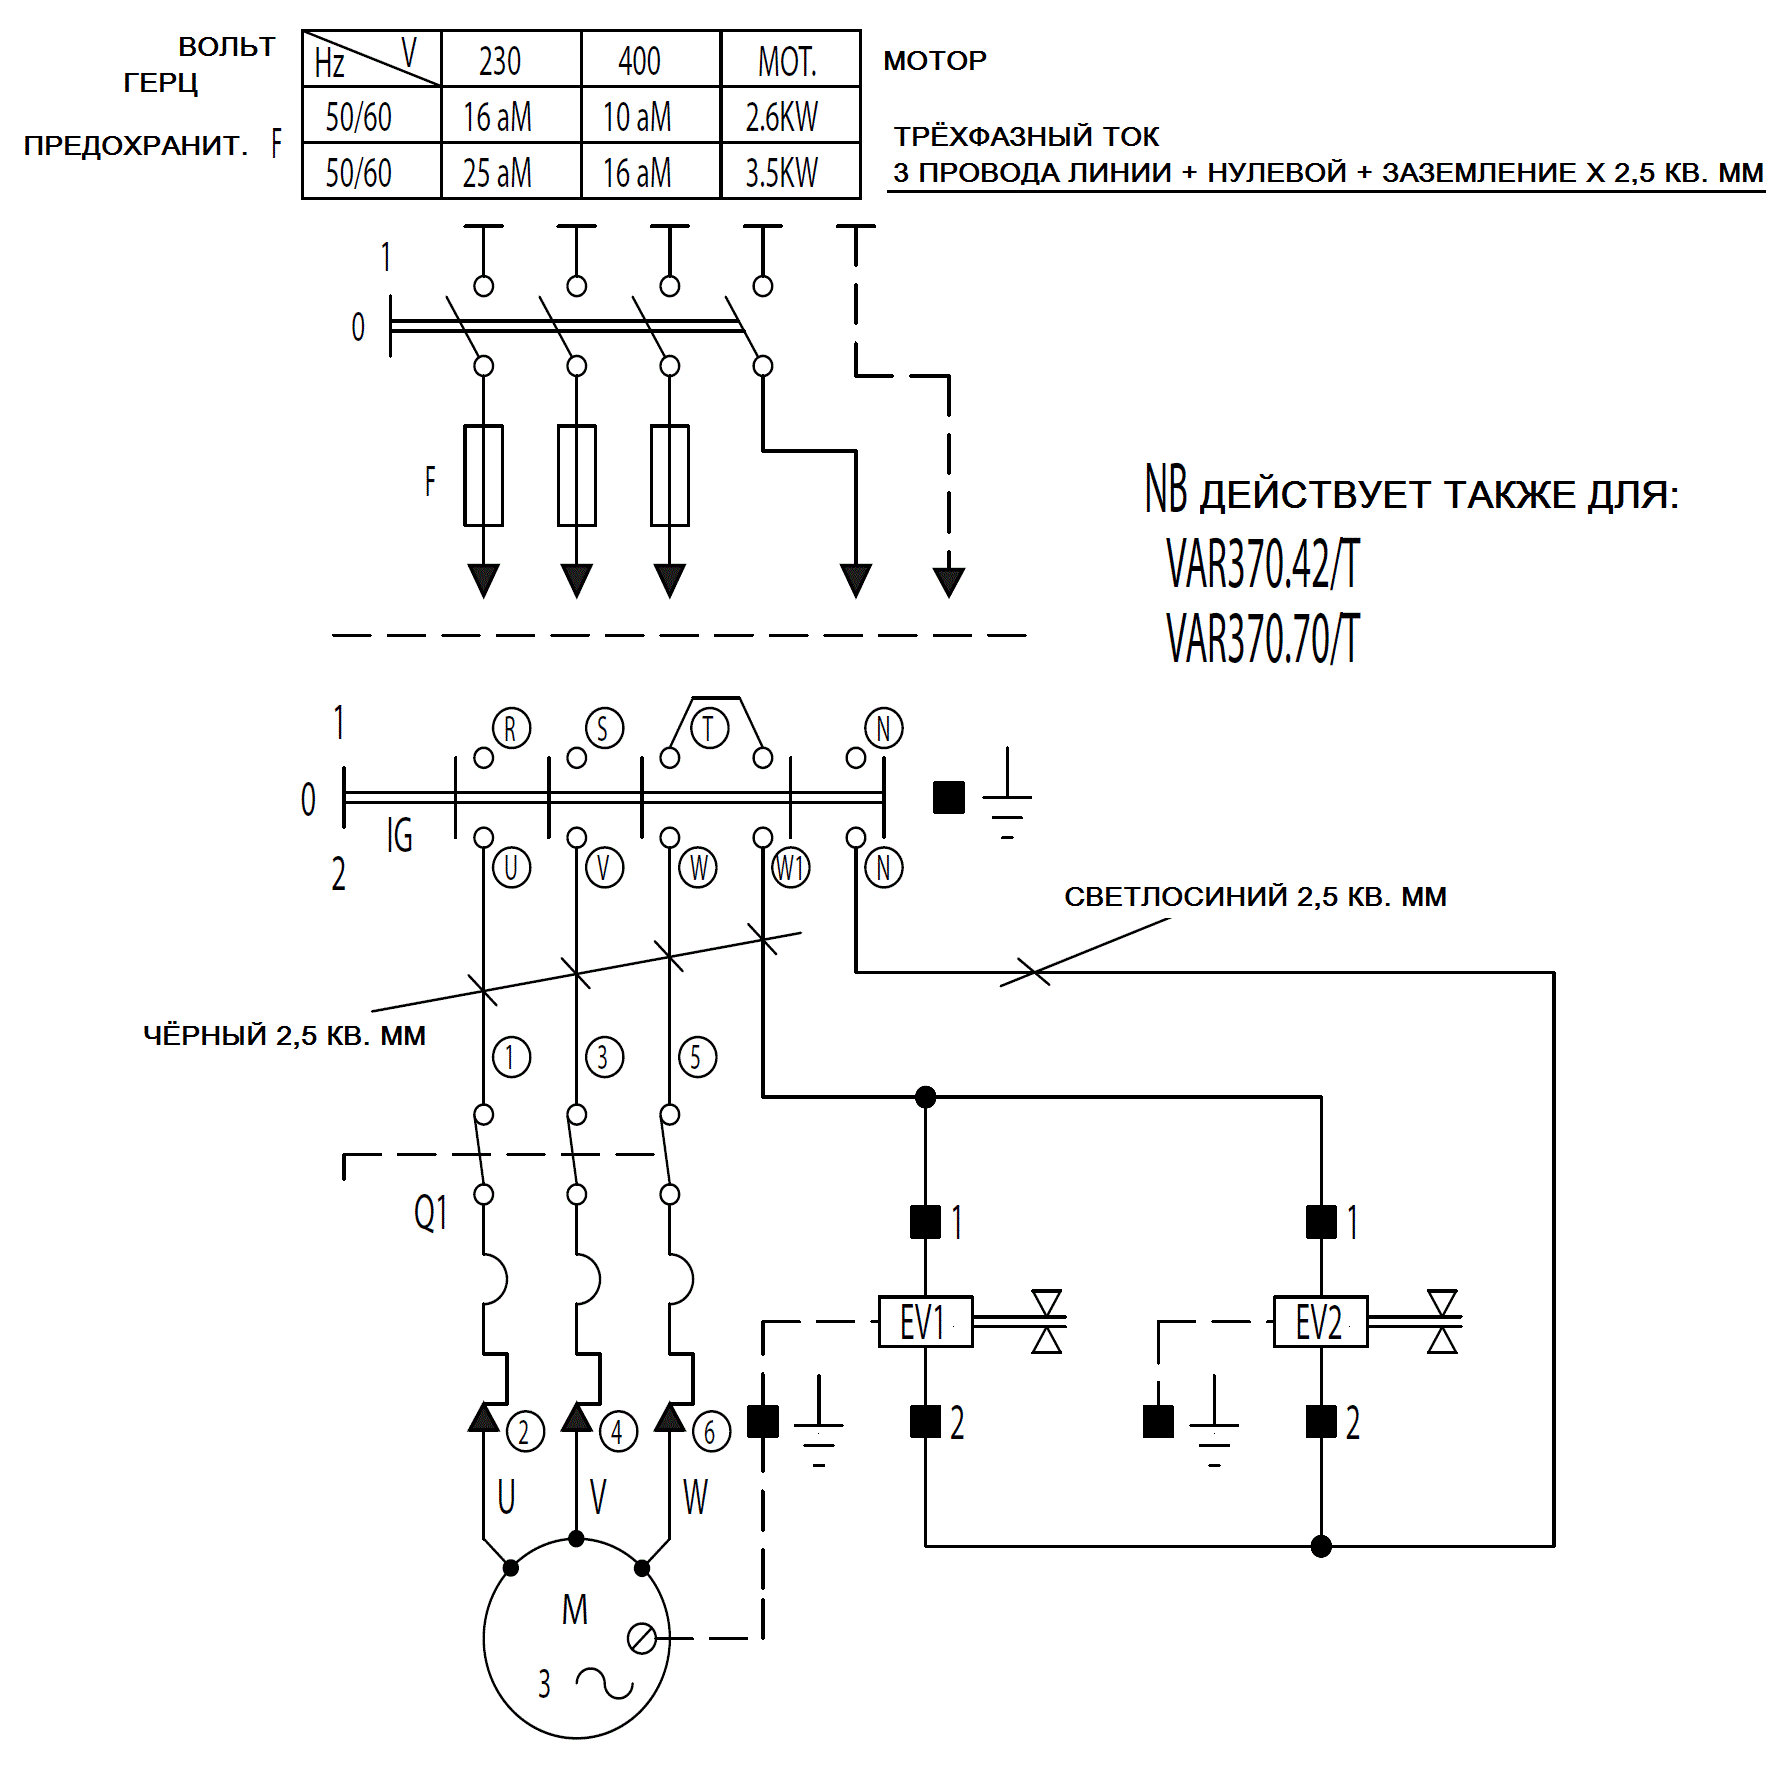 ВОЛЬТ
ГЕРЦ
Hz V 230 400 MOT.
МОТОР
50/60 16 aM 10 aM 2.6KW
ПРЕДОХРАНИТ. F
50/60 25 aM 16 aM 3.5KW
ТРЁХФАЗНЫЙ ТОК
3 ПРОВОДА ЛИНИИ + НУЛЕВОЙ + ЗАЗЕМЛЕНИЕ X 2,5 КВ. ММ
1
0
F
NB ДЕЙСТВУЕТ ТАКЖЕ ДЛЯ:
VAR370.42/T
VAR370.70/T
1
R S T N
0
IG
2
U V W W1 N
СВЕТЛОСИНИЙ 2,5 КВ. ММ
ЧЁРНЫЙ 2,5 КВ. ММ
1 3 5
Q1
1 1
EV1 EV2
2 4 6
2 2
U V W
M
3